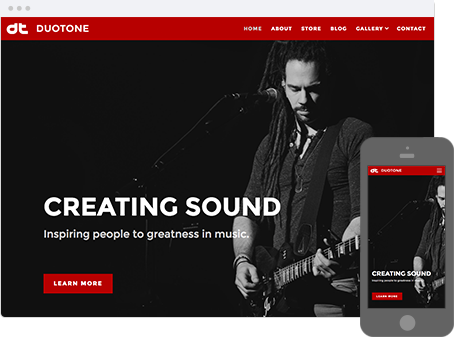 dt DUOTONE HOME ABOUT STORE BLOG GALLERY CONTACT
CREATING SOUND
Inspiring people to greatness in music.
LEARN MORE
dt DUOTONE
CREATING SOUND
Inspiring people to greatness in music.
LEARN MORE